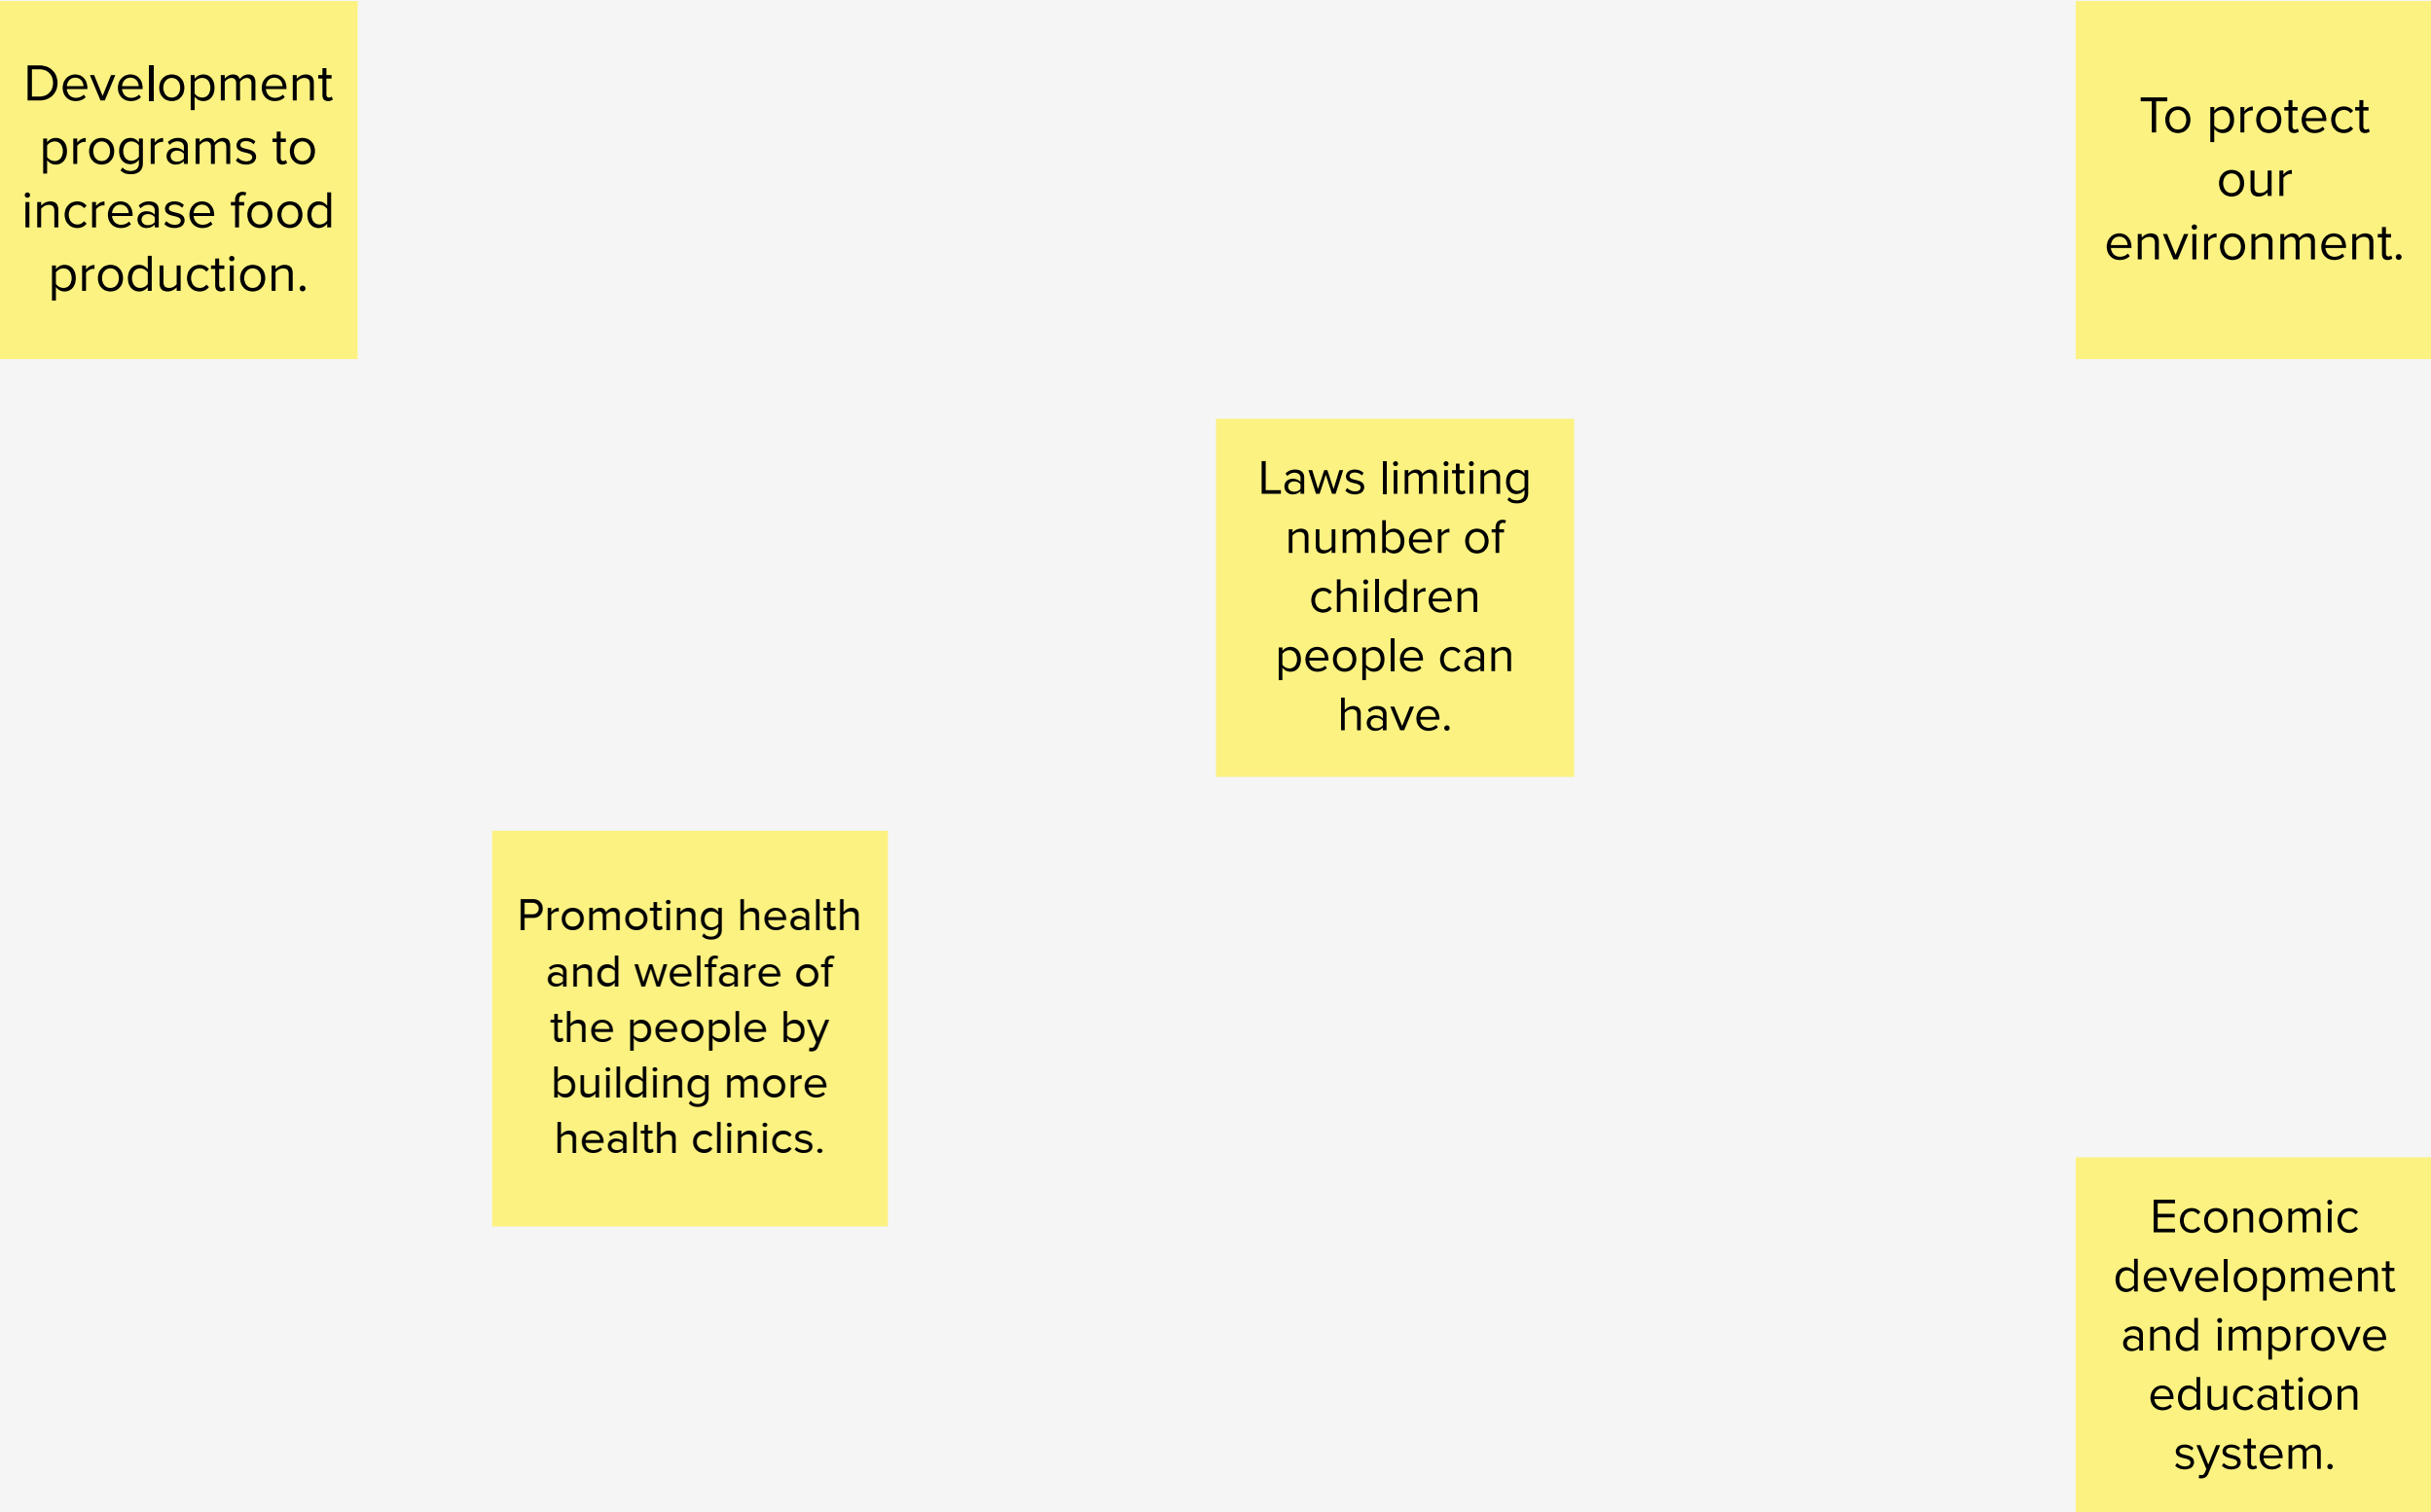 Development
programs to
increase food
production.
To protect
our
environment.
Laws limiting
number of
children
people can
have.
Promoting health
and welfare of
the people by
building more
health clinics.
Economic
development
and improve
education
system.